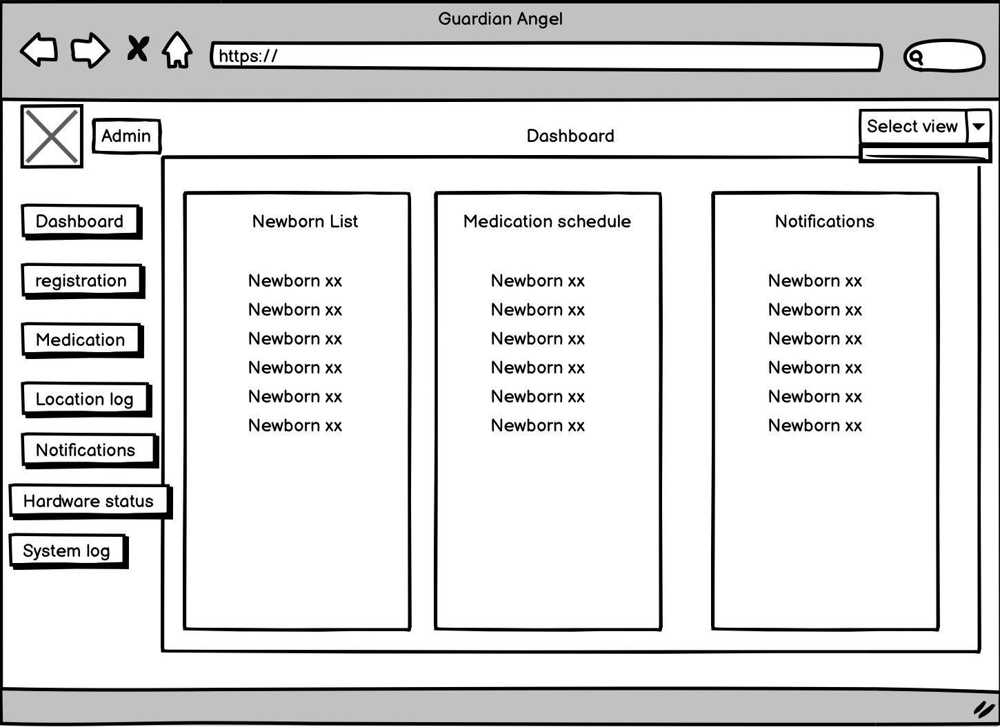 Guardian Angel
https://
Admin
Dashboard
Select view
Dashboard
registration
Medication
Location log
Notifications
Hardware status
System log
Newborn List
Newborn xx
Newborn xx
Newborn xx
Newborn xx
Newborn xx
Newborn xx
Medication schedule
Newborn xx
Newborn xx
Newborn xx
Newborn xx
Newborn xx
Newborn xx
Notifications
Newborn xx
Newborn xx
Newborn xx
Newborn xx
Newborn xx
Newborn xx